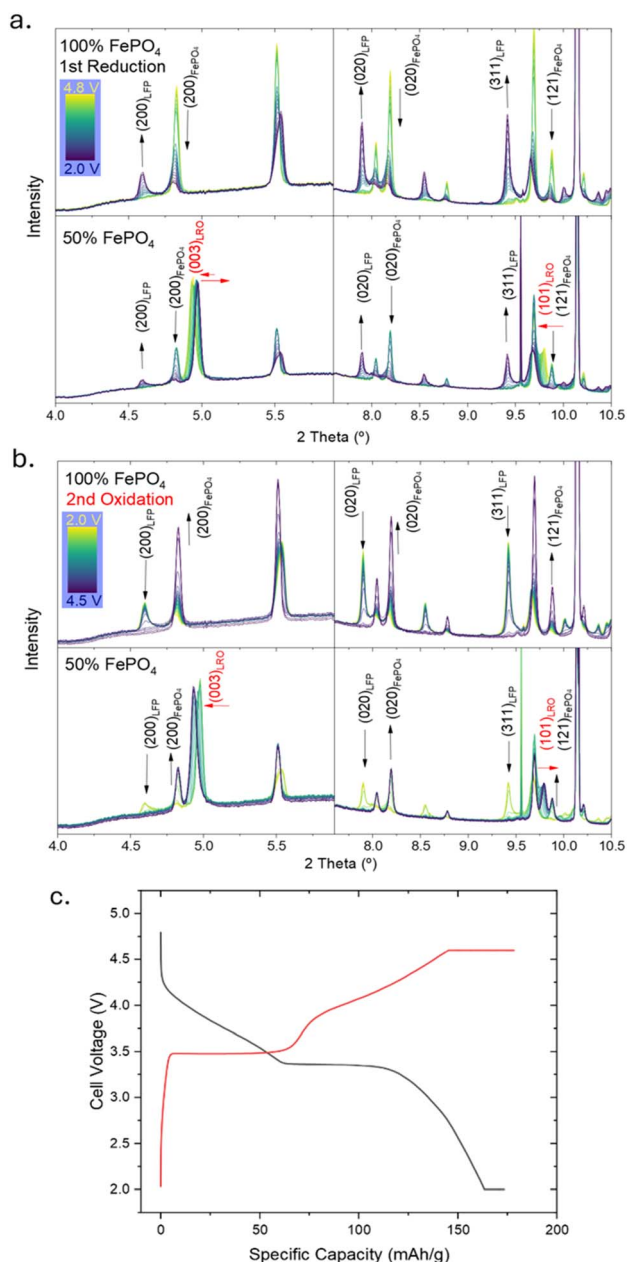 a.
100% FePO₄
1st Reduction
4.8 V
2.0 V
(200)LFP
(200)FePO₄
(020)LFP
(020)FePO₄
(311)LFP
(121)FePO₄
50% FePO₄
(200)LFP
(200)FePO₄
(003)LRO
(020)LFP
(020)FePO₄
(311)LFP
(101)LRO
(121)FePO₄
Intensity
4.0 4.5 5.0 5.5 8.0 8.5 9.0 9.5 10.0 10.5
2 Theta (º)
b.
100% FePO₄
2nd Oxidation
2.0 V
4.5 V
(200)LFP
(200)FePO₄
(020)LFP
(020)FePO₄
(311)LFP
(121)FePO₄
50% FePO₄
(200)LFP
(200)FePO₄
(003)LRO
(020)LFP
(020)FePO₄
(311)LFP
(101)LRO
(121)FePO₄
Intensity
4.0 4.5 5.0 5.5 8.0 8.5 9.0 9.5 10.0 10.5
2 Theta (º)
c.
5.0
4.5
4.0
3.5
3.0
2.5
2.0
Cell Voltage (V)
0 50 100 150 200
Specific Capacity (mAh/g)